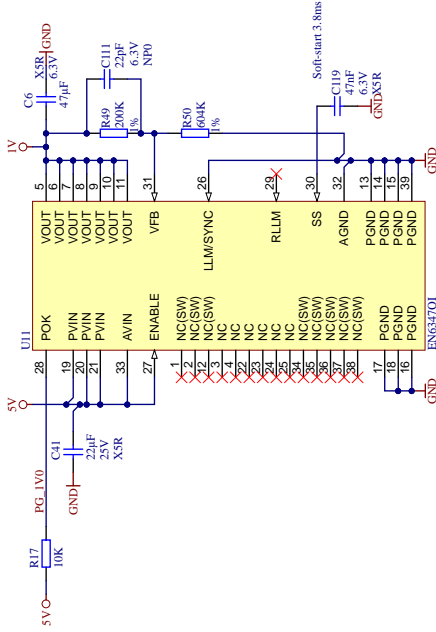 5V
R17
10K
PG_1V0
5V
C41
22µF
25V
X5R
GND
U11
EN6347OI
28
POK
19
PVIN
20
PVIN
21
PVIN
33
AVIN
27
ENABLE
1
NC(SW)
2
NC(SW)
12
NC(SW)
3
NC
4
NC
22
NC
23
NC
24
NC
25
NC
34
NC(SW)
35
NC(SW)
36
NC(SW)
37
NC(SW)
38
NC(SW)
17
PGND
18
PGND
16
PGND
GND
VOUT
5
VOUT
6
VOUT
7
VOUT
8
VOUT
9
VOUT
10
VOUT
11
VFB
31
LLM/SYNC
26
RLLM
29
SS
30
AGND
32
PGND
13
PGND
14
PGND
15
PGND
39
GND
1V
C6
47µF
X5R
6.3V
GND
R49
200K
1%
C111
22pF
6.3V
NP0
R50
604K
1%
Soft-start 3.8ms
C119
47nF
6.3V
X5R
GND